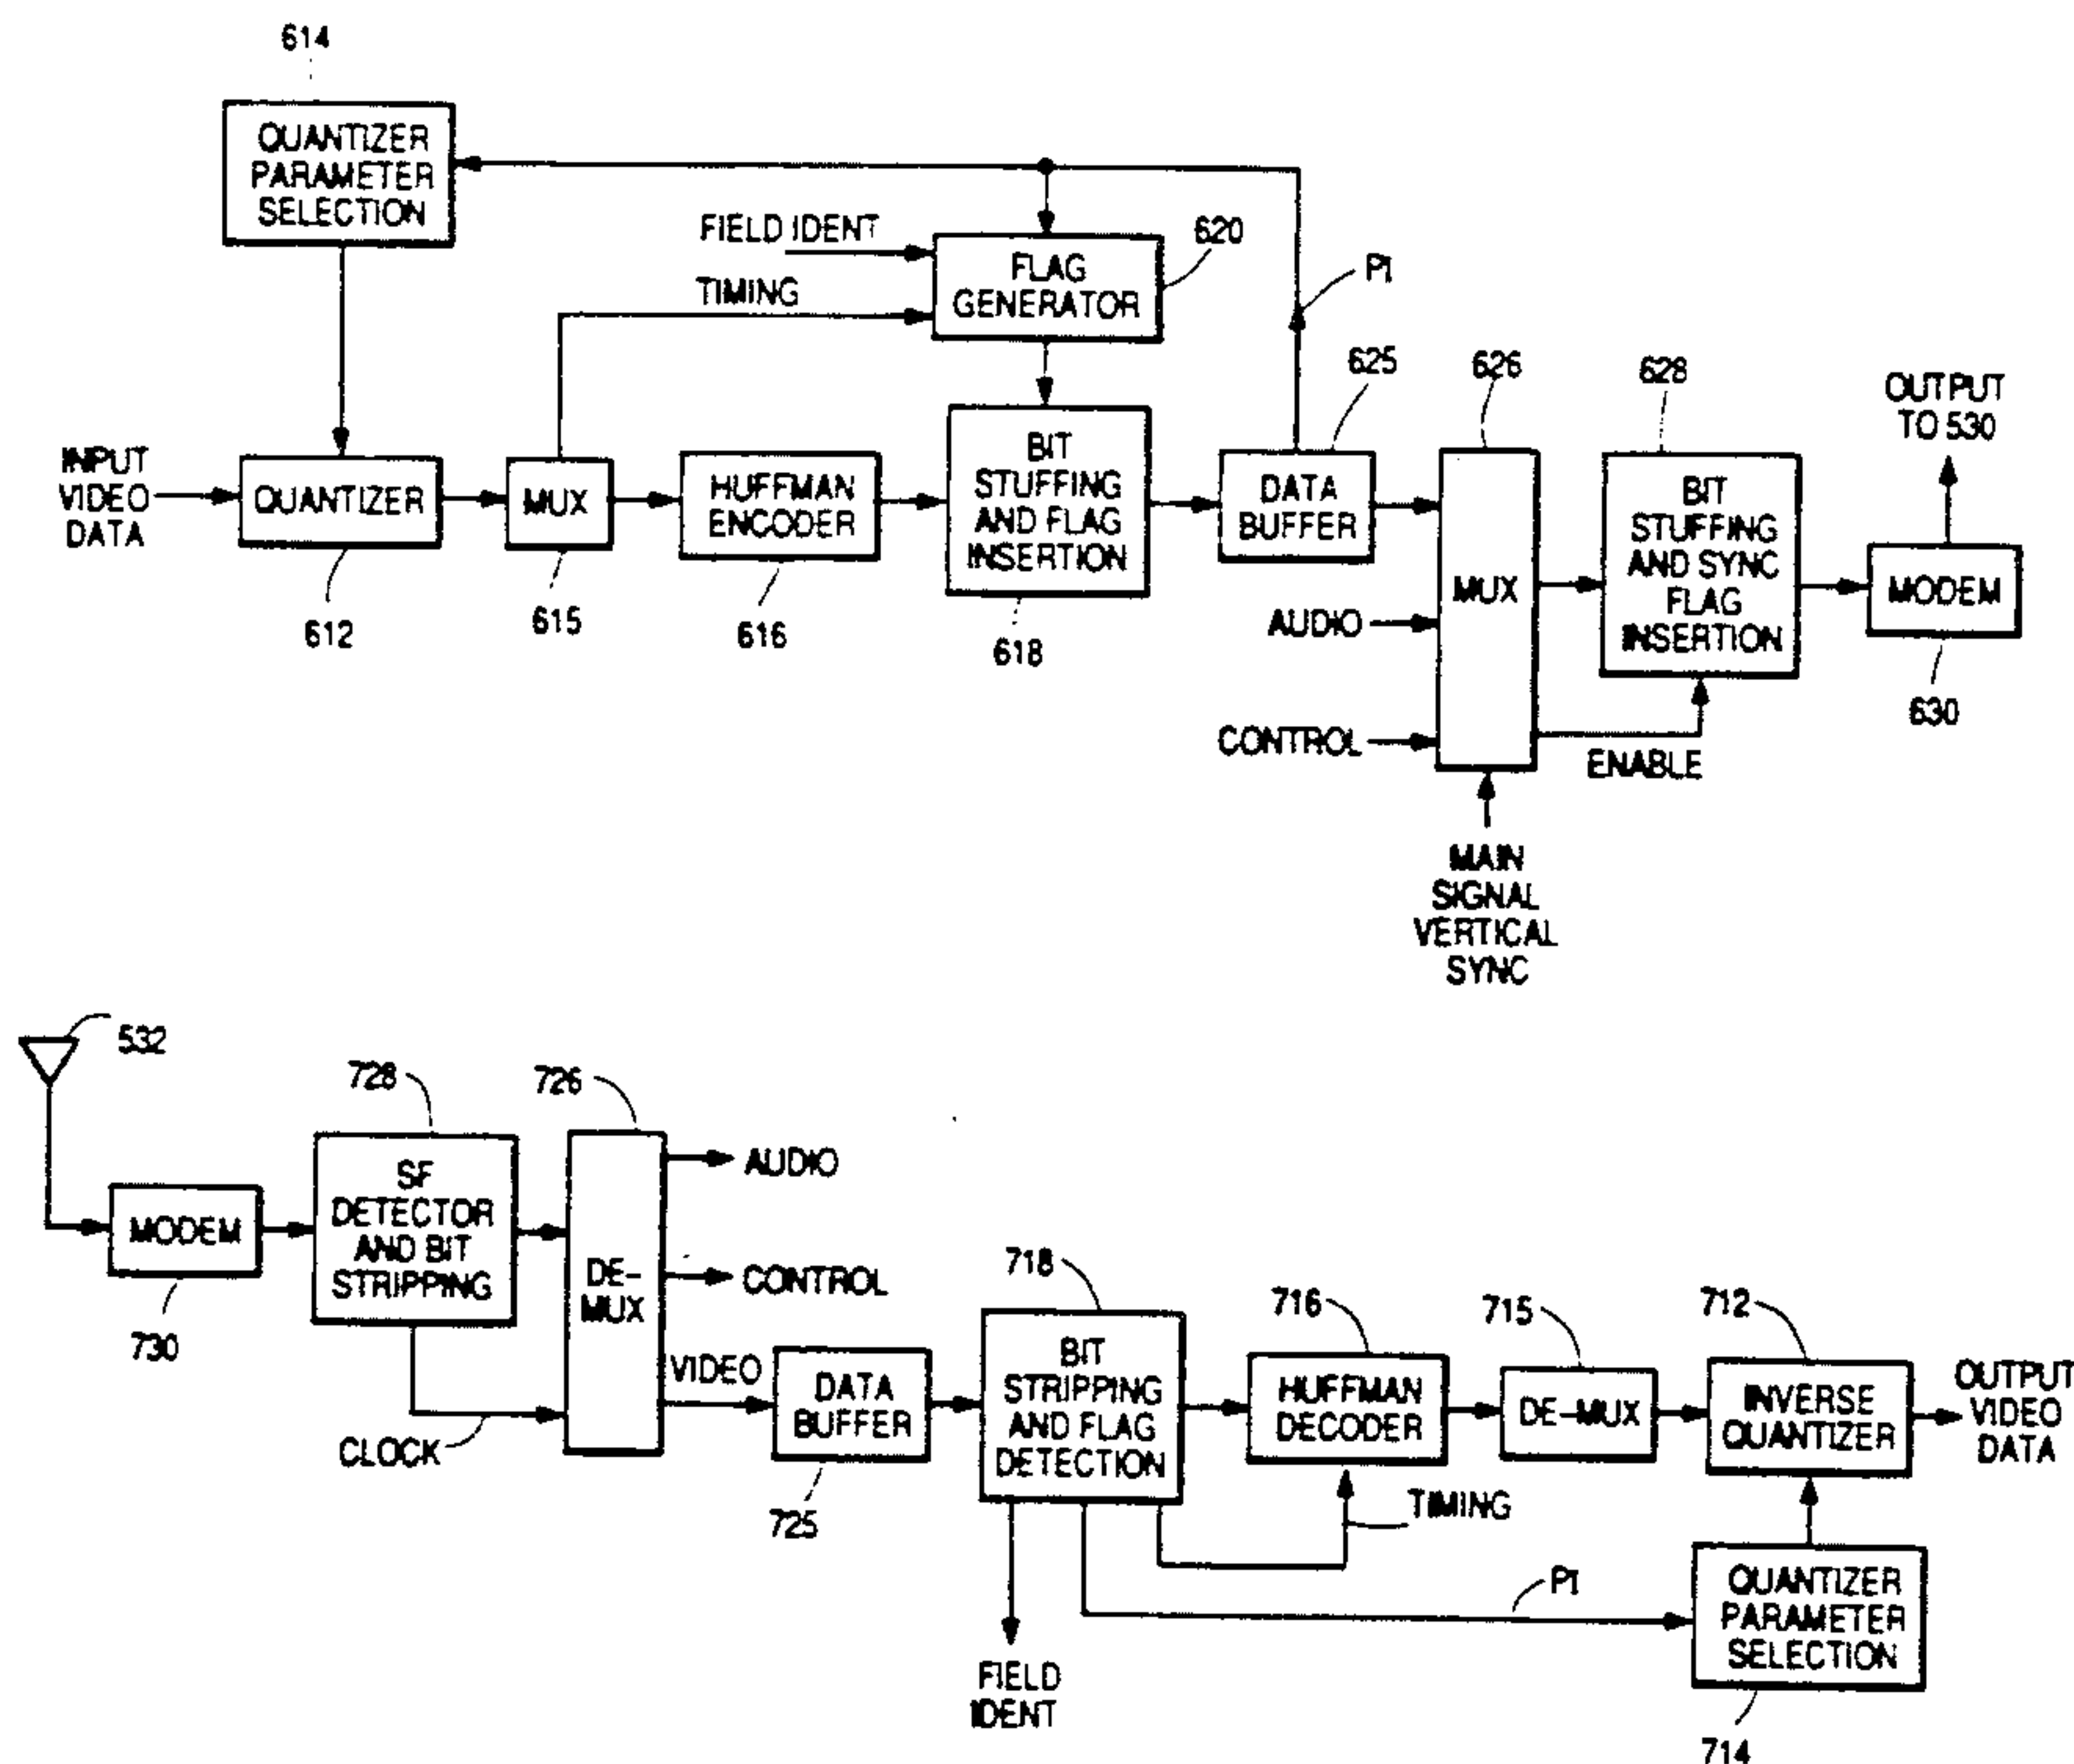 614
QUANTIZER
PARAMETER
SELECTION
FIELD IDENT
TIMING
FLAG
GENERATOR
620
PI
INPUT
VIDEO
DATA
QUANTIZER
612
MUX
615
HUFFMAN
ENCODER
616
BIT
STUFFING
AND FLAG
INSERTION
618
625
DATA
BUFFER
626
MUX
AUDIO
CONTROL
MAIN
SIGNAL
VERTICAL
SYNC
628
BIT
STUFFING
AND SYNC
FLAG
INSERTION
ENABLE
OUTPUT
TO 530
MODEM
630
532
MODEM
730
728
SF
DETECTOR
AND BIT
STRIPPING
CLOCK
726
DE-
MUX
AUDIO
CONTROL
VIDEO
DATA
BUFFER
725
718
BIT
STRIPPING
AND FLAG
DETECTION
FIELD
IDENT
716
HUFFMAN
DECODER
TIMING
715
DE-MUX
712
INVERSE
QUANTIZER
OUTPUT
VIDEO
DATA
PI
QUANTIZER
PARAMETER
SELECTION
714